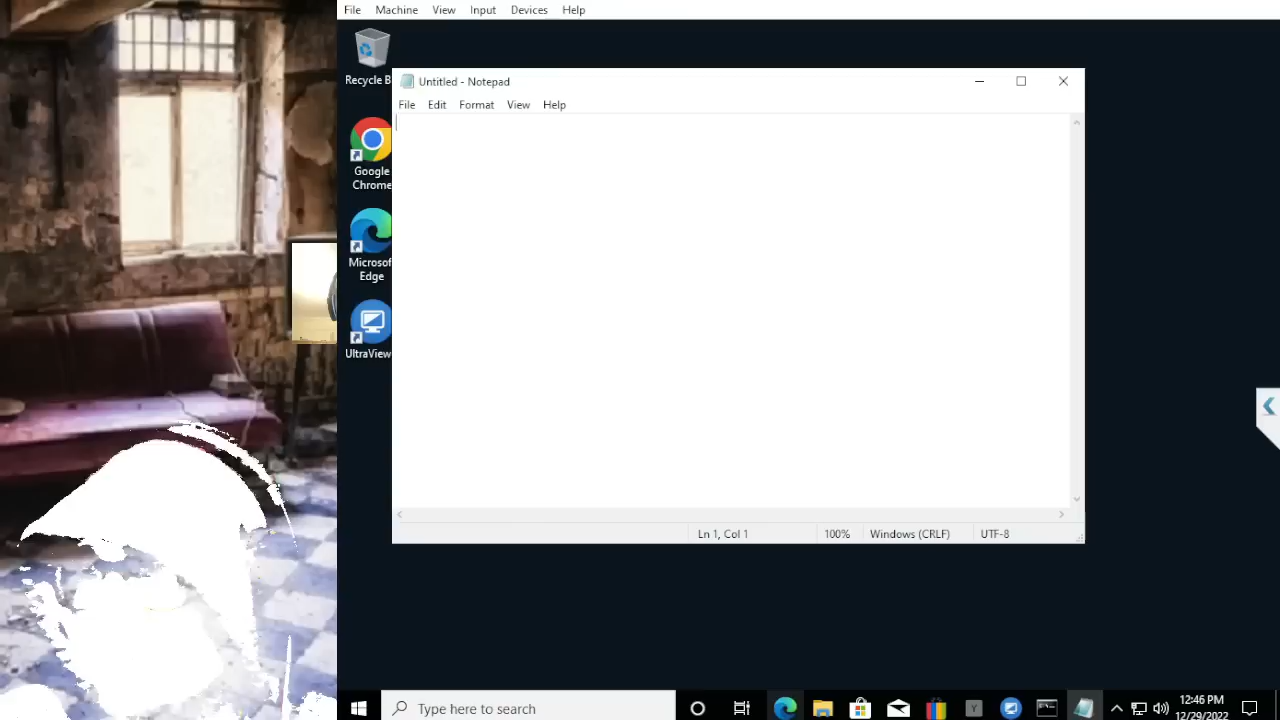 File Machine View Input Devices Help
Recycle B
Untitled - Notepad
File Edit Format View Help
Google
Chrome
Microsof
Edge
UltraView
Ln 1, Col 1
100%
Windows (CRLF)
UTF-8
Type here to search
12:46 PM
12/29/2022